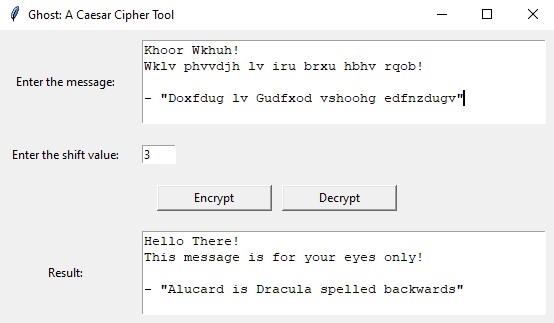 Ghost: A Caesar Cipher Tool
Enter the message:
Khoor Wkhuh!
Wklv phvvdjh lv iru brxu hbhv rqob!
- "Doxfdug lv Gudfxod vshoohg edfnzdugv"
Enter the shift value:
3
Encrypt
Decrypt
Result:
Hello There!
This message is for your eyes only!
- "Alucard is Dracula spelled backwards"